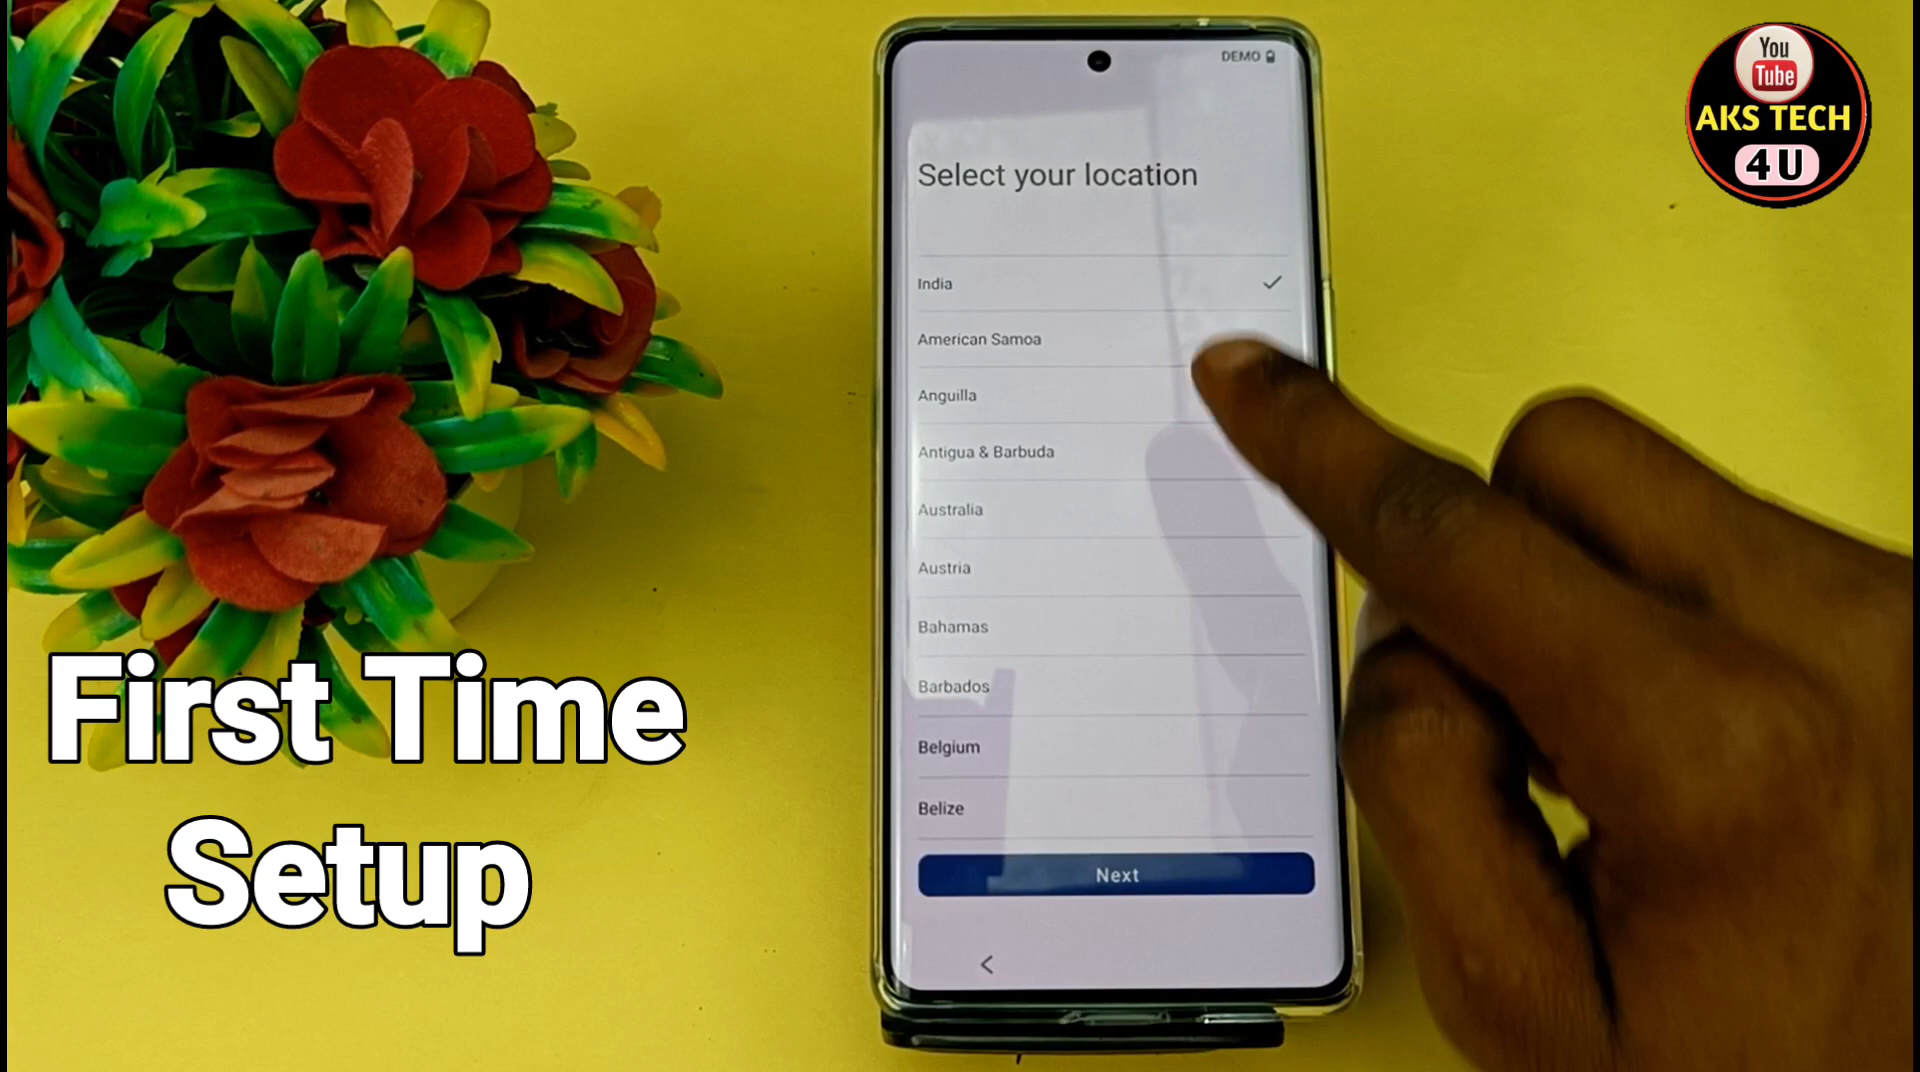 DEMO
Select your location
India
American Samoa
Anguilla
Antigua & Barbuda
Australia
Austria
Bahamas
Barbados
Belgium
Belize
Next
You
Tube
AKS TECH
4 U
First Time
Setup